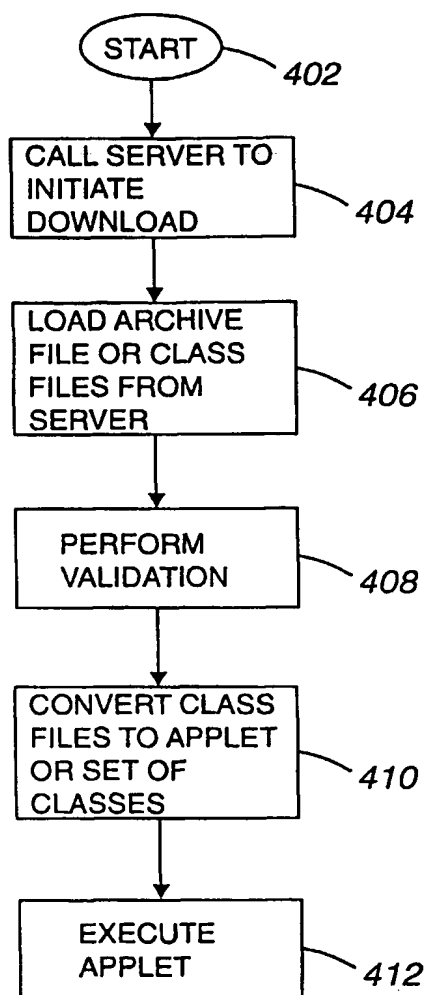 START
402
CALL SERVER TO
INITIATE
DOWNLOAD
404
LOAD ARCHIVE
FILE OR CLASS
FILES FROM
SERVER
406
PERFORM
VALIDATION
408
CONVERT CLASS
FILES TO APPLET
OR SET OF
CLASSES
410
EXECUTE
APPLET
412